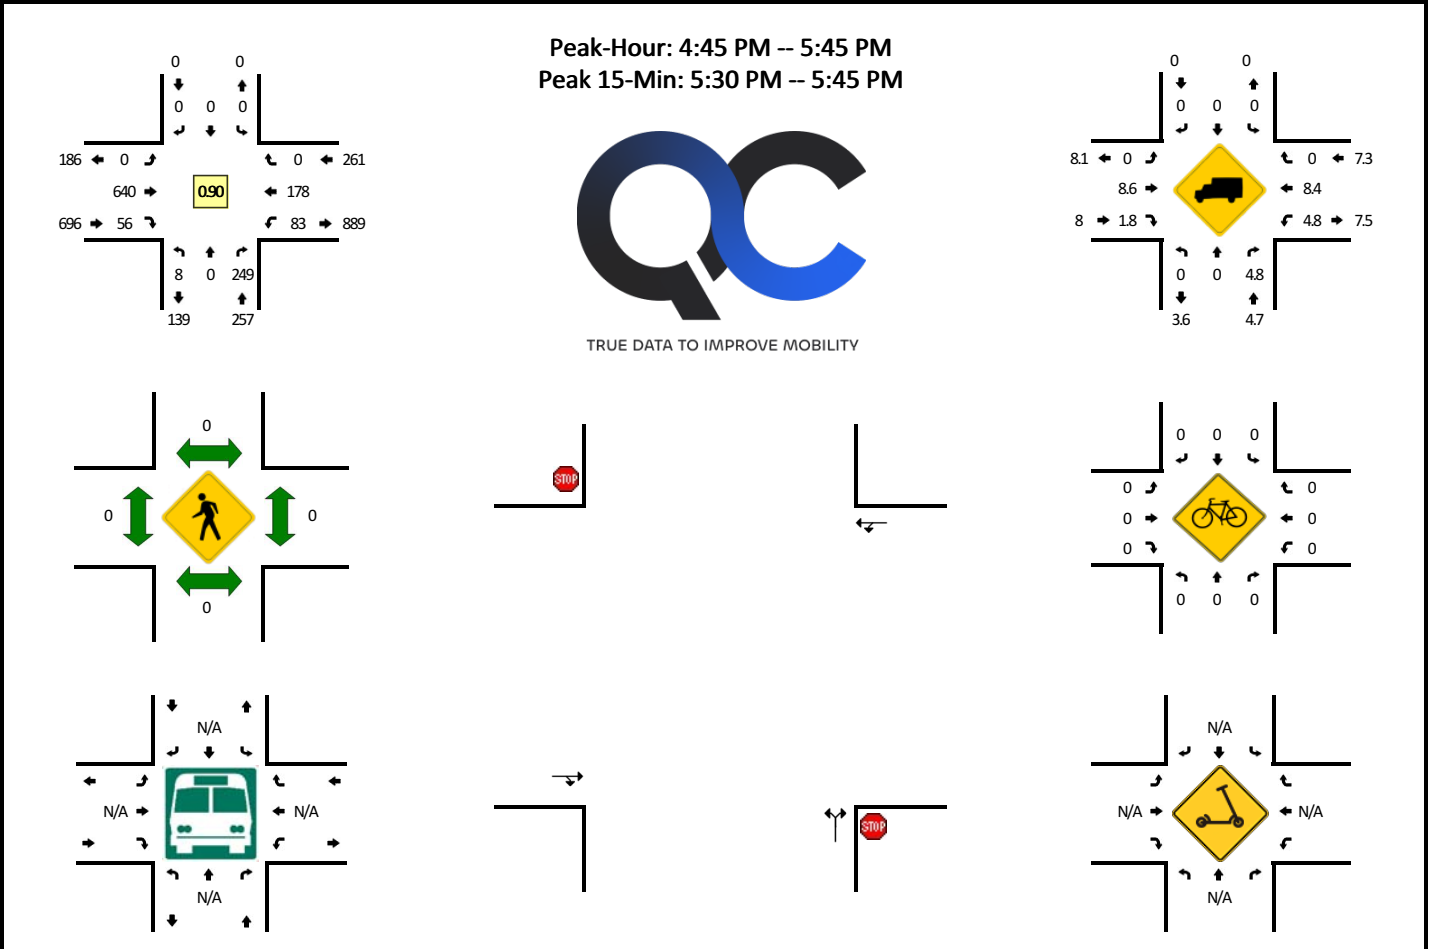 Peak-Hour: 4:45 PM -- 5:45 PM
Peak 15-Min: 5:30 PM -- 5:45 PM
0 0
0 0 0
186 0 0 261
640 0.90 178
696 56 83 889
8 0 249
139 257
0 0
0 0 0
8.1 0 0 7.3
8.6 8.4
8 1.8 4.8 7.5
0 0 4.8
3.6 4.7
TRUE DATA TO IMPROVE MOBILITY
0
0 0
0
STOP
STOP
0 0 0
0 0
0 0
0 0
0 0 0
N/A
N/A N/A
N/A
N/A
N/A N/A
N/A